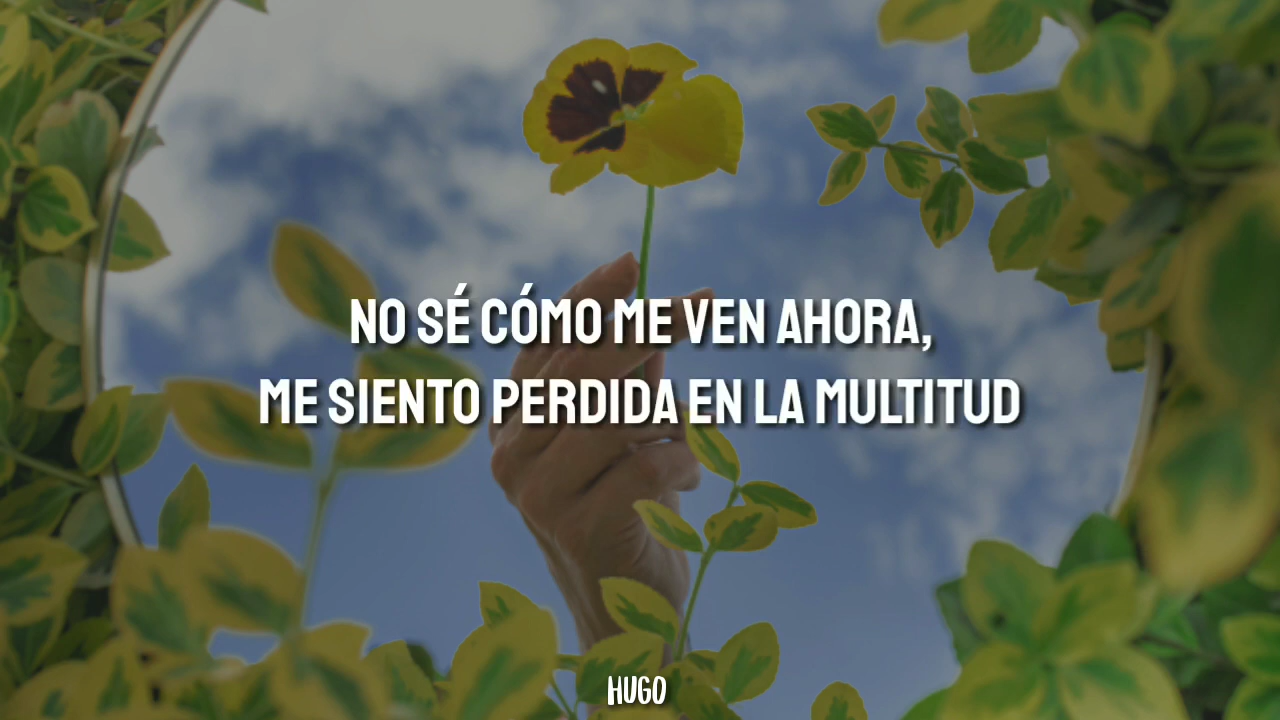 NO SÉ CÓMO ME VEN AHORA,
ME SIENTO PERDIDA EN LA MULTITUD
HUGO